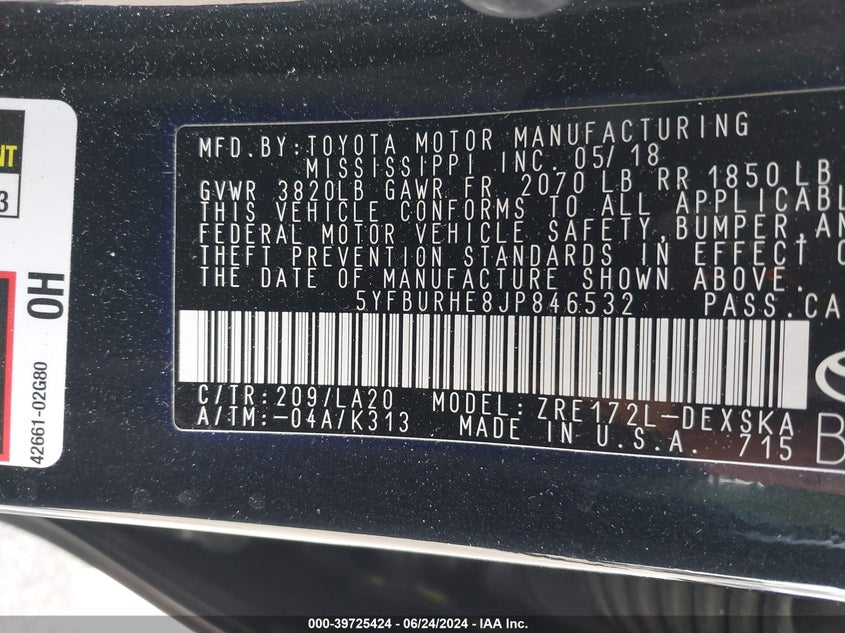 NT
3
OH
42661-02G80
MFD.BY:TOYOTA MOTOR MANUFACTURING
MISSISSIPPI INC. 05/18
GVWR 3820LB GAWR FR 2070 LB RR 1850 LB
THIS VEHICLE CONFORMS TO ALL APPLICABL
FEDERAL MOTOR VEHICLE SAFETY, BUMPER, AN
THEFT PREVENTION STANDARDS IN EFFECT O
THE DATE OF MANUFACTURE SHOWN ABOVE.
5YFBURHE8JP846532 PASS.CA
C/TR:209/LA20 MODEL:ZRE172L-DEXSKA
A/TM:-04A/K313 MADE IN U.S.A. 715
B
000-39725424 - 06/24/2024 - IAA Inc.